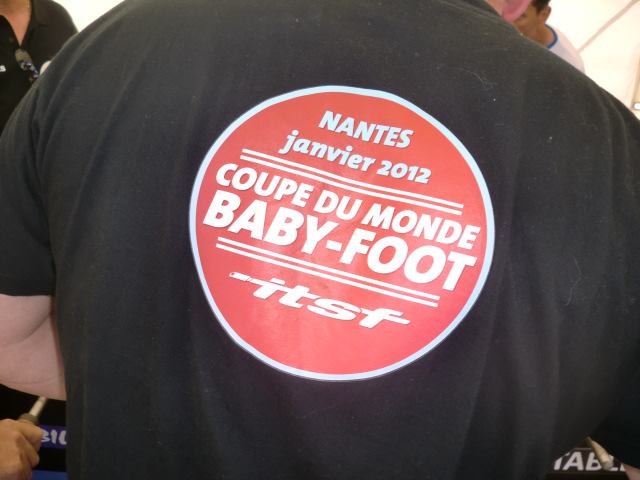 NANTES
janvier 2012
COUPE DU MONDE
BABY-FOOT
itsf